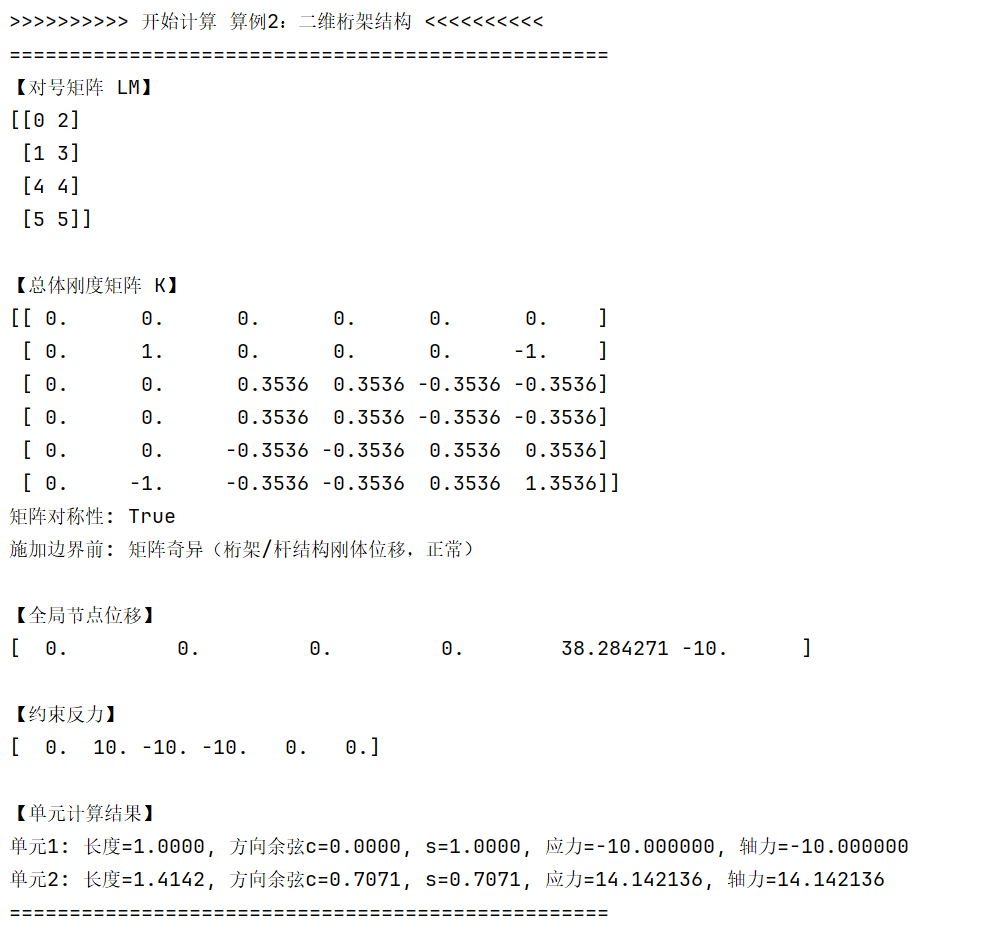 >>>>>>>>>> 开始计算 算例2：二维桁架结构 <<<<<<<<<<
==================================================
【对号矩阵 LM】
[[0 2]
 [1 3]
 [4 4]
 [5 5]]
【总体刚度矩阵 K】
[[ 0.      0.      0.      0.      0.      0.    ]
 [ 0.      1.      0.      0.      0.     -1.    ]
 [ 0.      0.      0.3536  0.3536 -0.3536 -0.3536]
 [ 0.      0.      0.3536  0.3536 -0.3536 -0.3536]
 [ 0.      0.     -0.3536 -0.3536  0.3536  0.3536]
 [ 0.     -1.     -0.3536 -0.3536  0.3536  1.3536]]
矩阵对称性: True
施加边界前: 矩阵奇异（桁架/杆结构刚体位移，正常）
【全局节点位移】
[  0.         0.         0.         0.        38.284271 -10.      ]
【约束反力】
[  0.  10. -10. -10.   0.   0.]
【单元计算结果】
单元1: 长度=1.0000, 方向余弦c=0.0000, s=1.0000, 应力=-10.000000, 轴力=-10.000000
单元2: 长度=1.4142, 方向余弦c=0.7071, s=0.7071, 应力=14.142136, 轴力=14.142136
==================================================